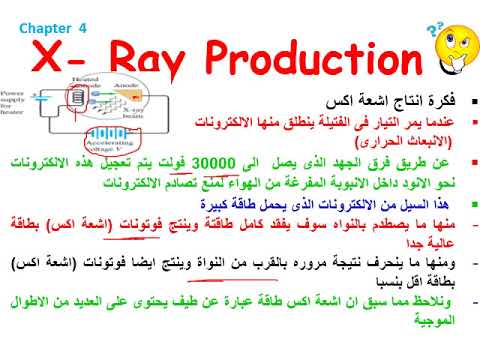 Chapter 4
X- Ray Production
??
Heated
Cathode
Anode
Power
supply for
heater
X-ray
beam
Accelerating
voltage V
▪ فكرة انتاج اشعة اكس
▪ عندما يمر التيار فى الفتيلة ينطلق منها الالكترونات
(الانبعاث الحرارى)
▪ عن طريق فرق الجهد الذى يصل الى 30000 فولت يتم تعجيل هذه الالكترونات
نحو الانود داخل الانبوبة المفرغة من الهواء لمنع تصادم الالكترونات
▪ هذا السيل من الالكترونات الذى يحمل طاقة كبيرة
- منها ما يصطدم بالنواه سوف يفقد كامل طاقتة وينتج فوتونات (اشعة اكس) بطاقة
عالية جدا
- ومنها ما ينحرف نتيجة مروره بالقرب من النواة وينتج ايضا فوتونات (اشعة اكس)
بطاقة اقل بنسبا
- ونلاحظ مما سبق ان اشعة اكس طاقة عبارة عن طيف يحتوى على العديد من الاطوال
الموجية